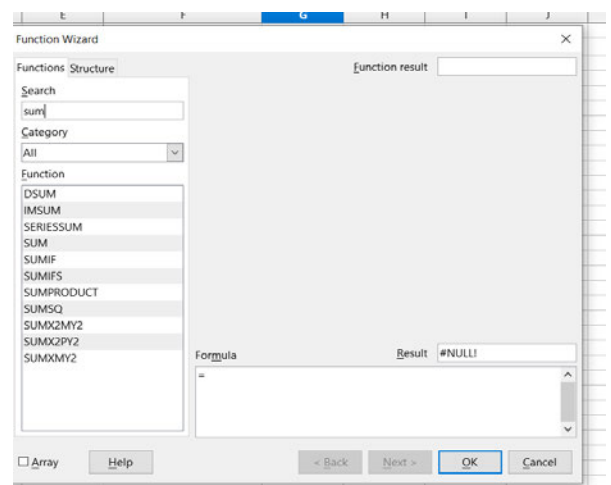 E F G H I J
Function Wizard
Functions Structure
Function result
Search
sum
Category
All
Function
DSUM
IMSUM
SERIESSUM
SUM
SUMIF
SUMIFS
SUMPRODUCT
SUMSQ
SUMX2MY2
SUMX2PY2
SUMXMY2
Formula Result #NULL!
=
Array Help < Back Next > OK Cancel